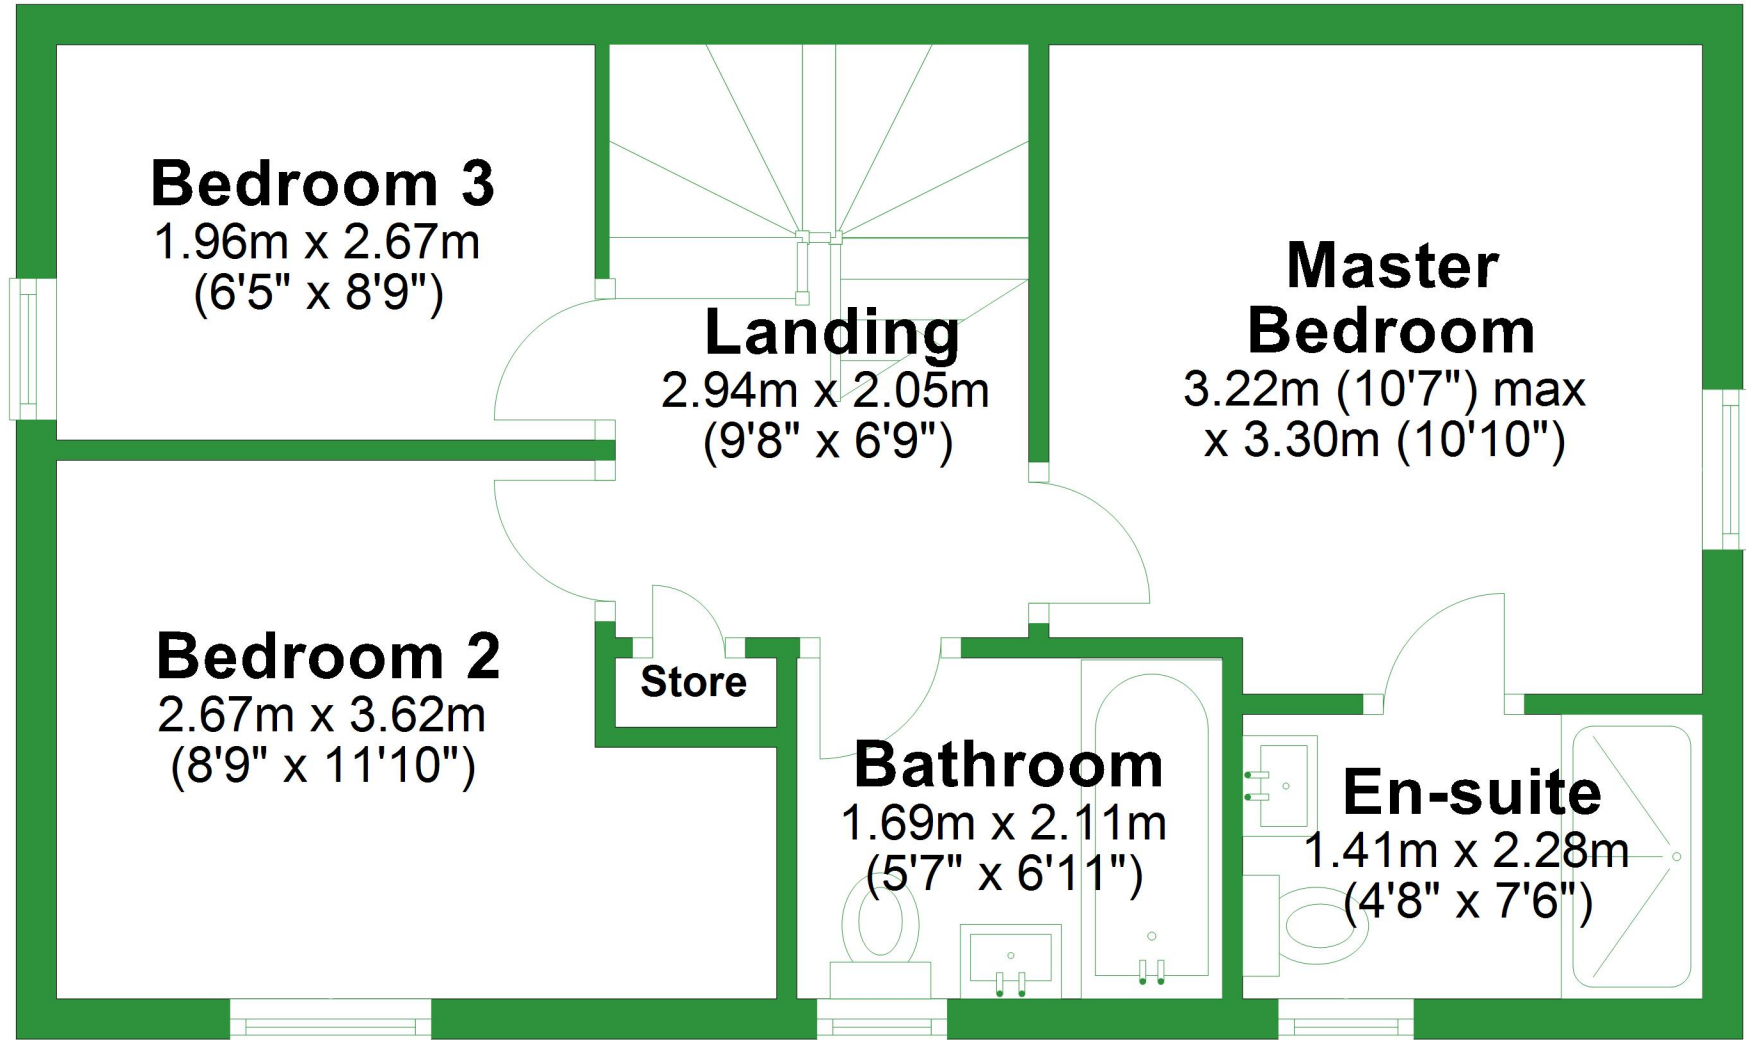 Bedroom 3
1.96m x 2.67m
(6'5" x 8'9")
Landing
2.94m x 2.05m
(9'8" x 6'9")
Master
Bedroom
3.22m (10'7") max
x 3.30m (10'10")
Bedroom 2
2.67m x 3.62m
(8'9" x 11'10")
Store
Bathroom
1.69m x 2.11m
(5'7" x 6'11")
En-suite
1.41m x 2.28m
(4'8" x 7'6")